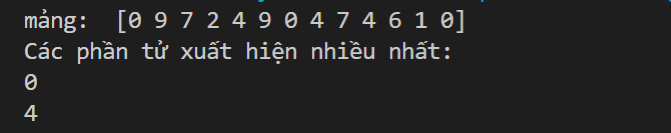 mảng:  [0 9 7 2 4 9 0 4 7 4 6 1 0]
Các phần tử xuất hiện nhiều nhất:
0
4